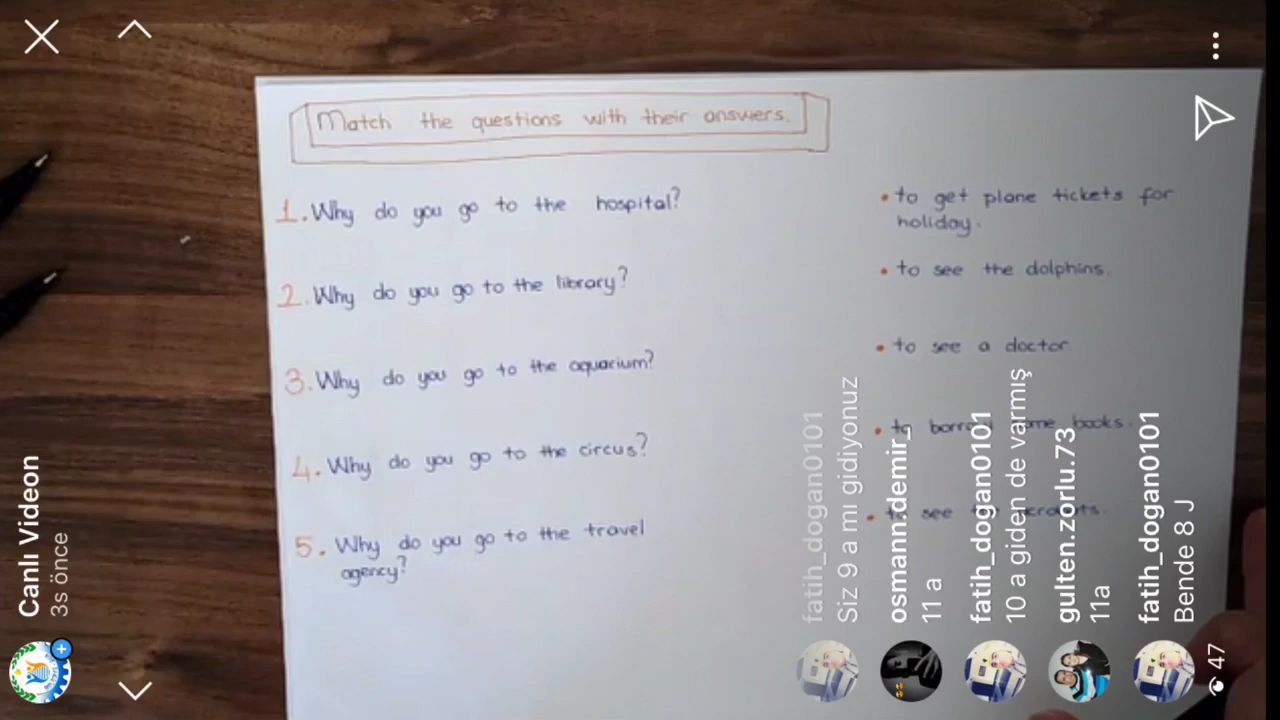 Match the questions with their answers.
1. Why do you go to the hospital?
2. Why do you go to the library?
3. Why do you go to the aquarium?
4. Why do you go to the circus?
5. Why do you go to the travel
agency?
• to get plane tickets for
holiday.
• to see the dolphins.
• to see a doctor
• to books.
• see
Canlı Videon
3s önce
fatih_dogan0101
Siz 9 a mı gidiyonuz
osmann.demir_
11 a
fatih_dogan0101
10 a giden de varmış
gulten.zorlu.73
11a
fatih_dogan0101
Bende 8 J
47